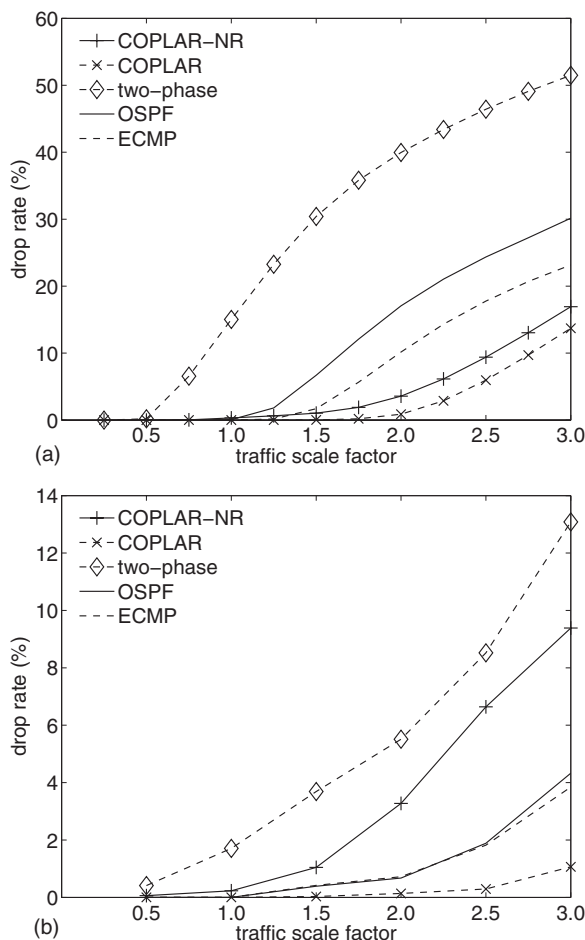 60
50
40
30
20
10
0
drop rate (%)
COPLAR-NR
COPLAR
two-phase
OSPF
ECMP
0.5 1.0 1.5 2.0 2.5 3.0
(a)
traffic scale factor
14
12
10
8
6
4
2
0
drop rate (%)
COPLAR-NR
COPLAR
two-phase
OSPF
ECMP
0.5 1.0 1.5 2.0 2.5 3.0
(b)
traffic scale factor